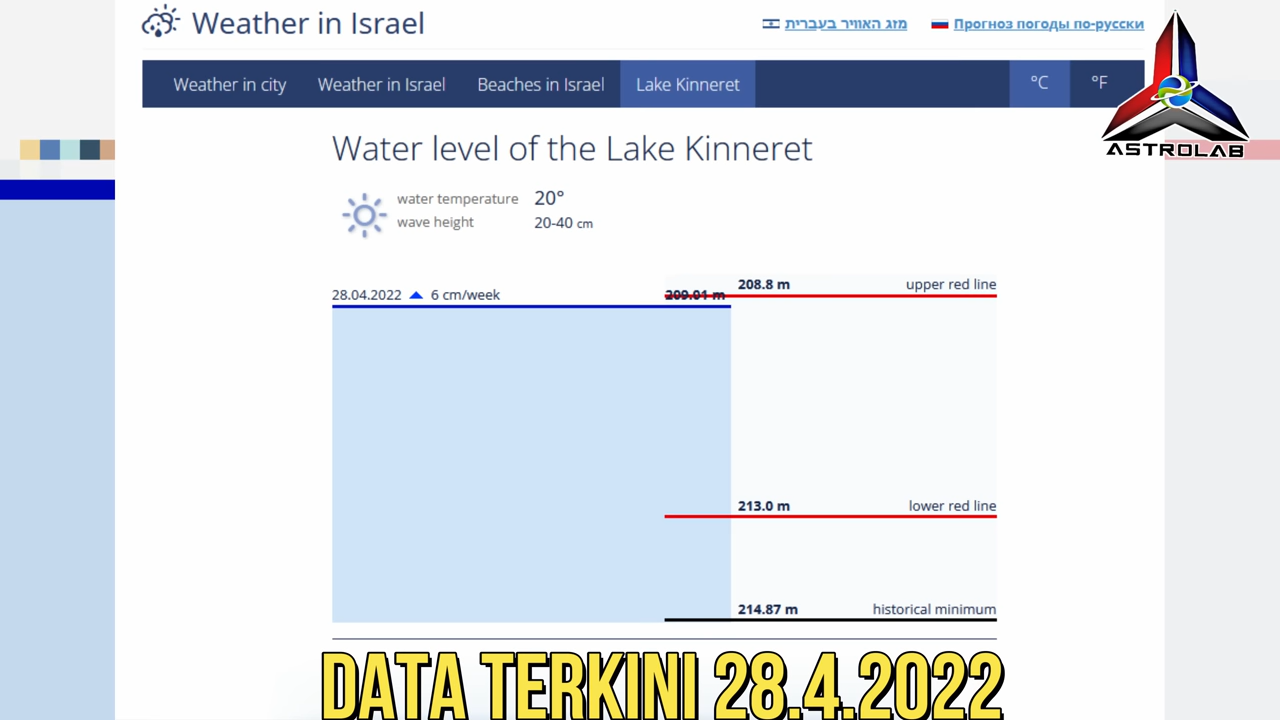 Weather in Israel
מזג האוויר בעברית
Прогноз погоды по-русски
Weather in city Weather in Israel Beaches in Israel Lake Kinneret °C °F
ASTROLAB
Water level of the Lake Kinneret
water temperature 20°
wave height 20-40 cm
208.8 m upper red line
28.04.2022 6 cm/week 209.01 m
213.0 m lower red line
214.87 m historical minimum
DATA TERKINI 28.4.2022